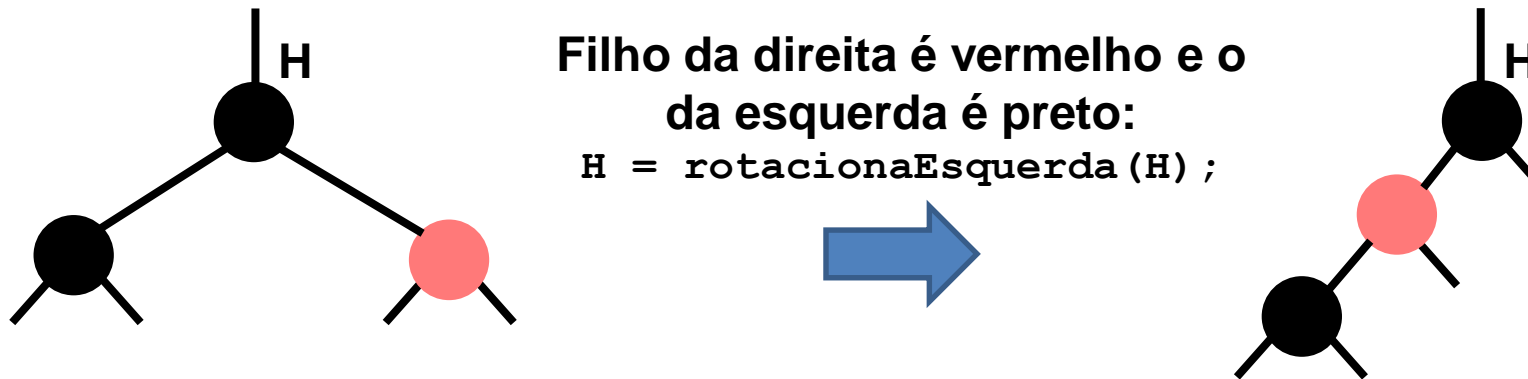 H
Filho da direita é vermelho e o
da esquerda é preto:
H = rotacionaEsquerda(H);
H